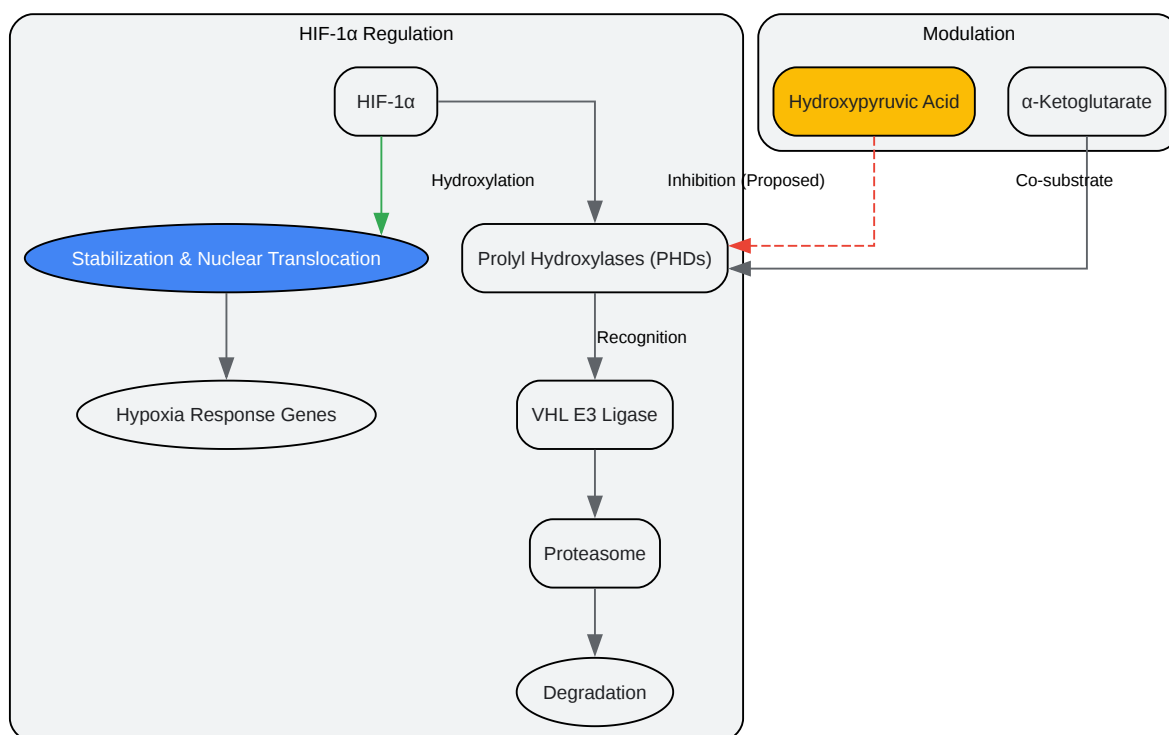 HIF-1α Regulation
Modulation
HIF-1α
Hydroxypyruvic Acid
α-Ketoglutarate
Hydroxylation
Inhibition (Proposed)
Co-substrate
Stabilization & Nuclear Translocation
Prolyl Hydroxylases (PHDs)
Recognition
Hypoxia Response Genes
VHL E3 Ligase
Proteasome
Degradation